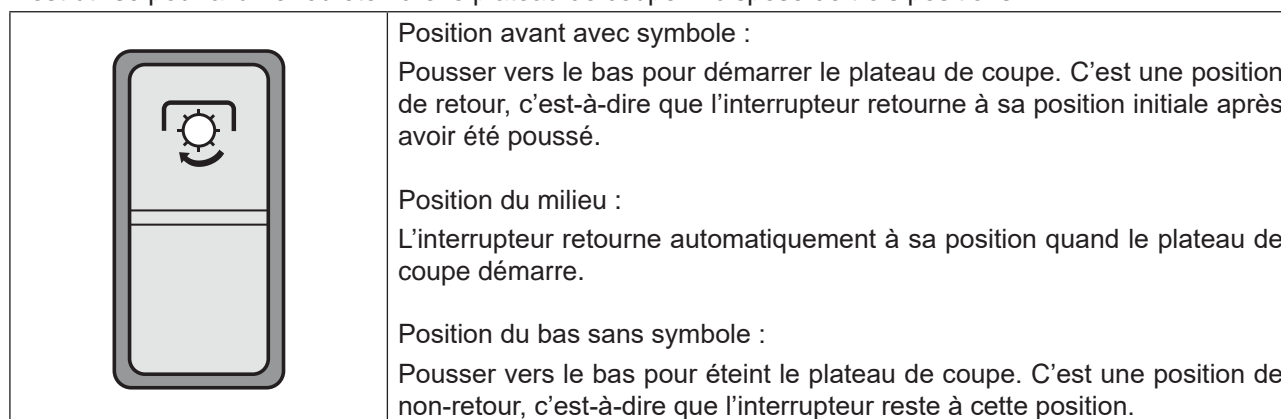 Position avant avec symbole :
Pousser vers le bas pour démarrer le plateau de coupe. C’est une position
de retour, c’est-à-dire que l’interrupteur retourne à sa position initiale après
avoir été poussé.
Position du milieu :
L’interrupteur retourne automatiquement à sa position quand le plateau de
coupe démarre.
Position du bas sans symbole :
Pousser vers le bas pour éteint le plateau de coupe. C’est une position de
non-retour, c’est-à-dire que l’interrupteur reste à cette position.